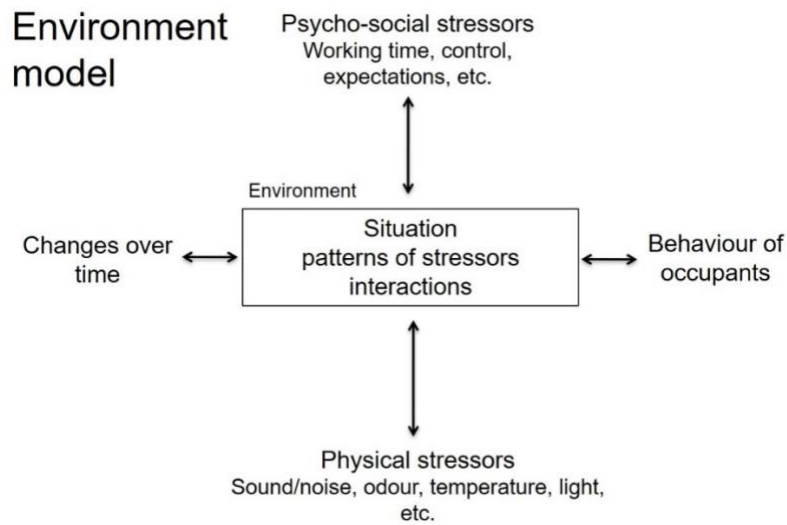 Environment
model
Psycho-social stressors
Working time, control,
expectations, etc.
Environment
Situation
patterns of stressors
interactions
Changes over
time
Behaviour of
occupants
Physical stressors
Sound/noise, odour, temperature, light,
etc.